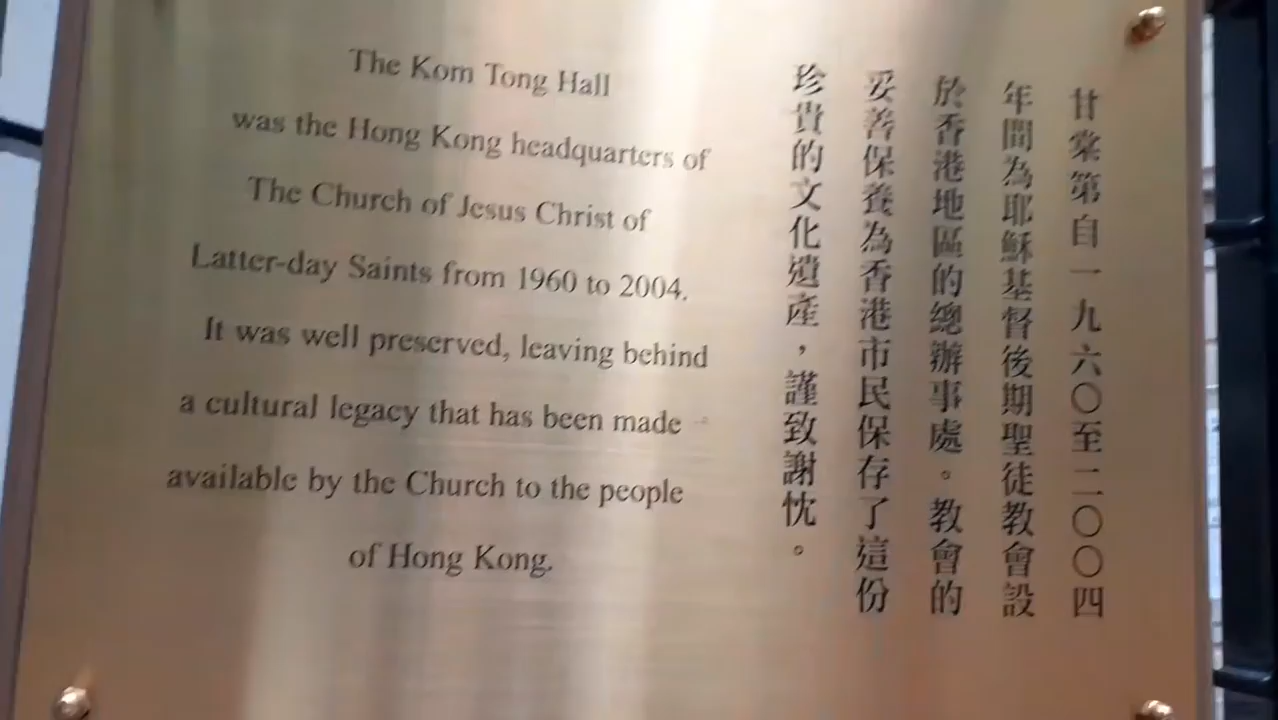 The Kom Tong Hall
was the Hong Kong headquarters of
The Church of Jesus Christ of
Latter-day Saints from 1960 to 2004.
It was well preserved, leaving behind
a cultural legacy that has been made
available by the Church to the people
of Hong Kong.
甘棠第自一九六〇至二〇〇四
年間為耶穌基督後期聖徒教會設
於香港地區的總辦事處。教會的
妥善保養為香港市民保存了這份
珍貴的文化遺產，謹致謝忱。